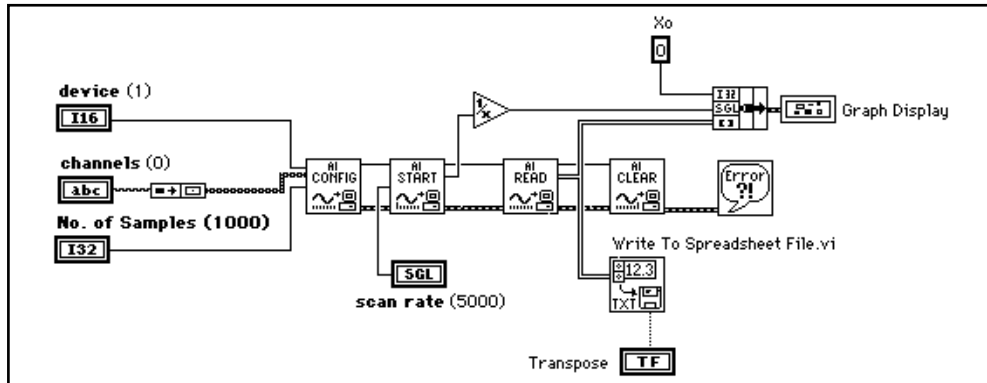 Xo
0
device (1)
I16
I32
SGL
[ ]
1/x
Graph Display
channels (0)
abc
AI CONFIG
AI START
AI READ
AI CLEAR
Error ?!
No. of Samples (1000)
I32
SGL
scan rate (5000)
Write To Spreadsheet File.vi
12.3
TXT
Transpose
TF